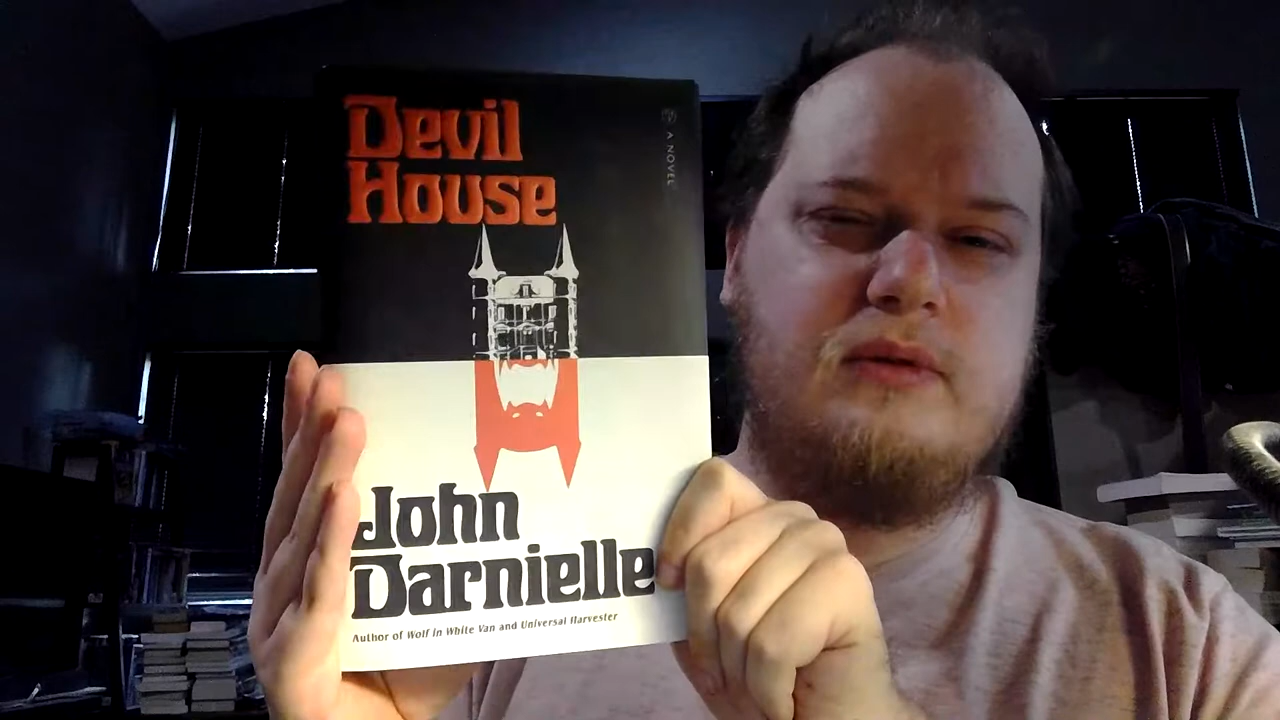 Devil
House
A NOVEL
John
Darnielle
Author of Wolf in White Van and Universal Harvester